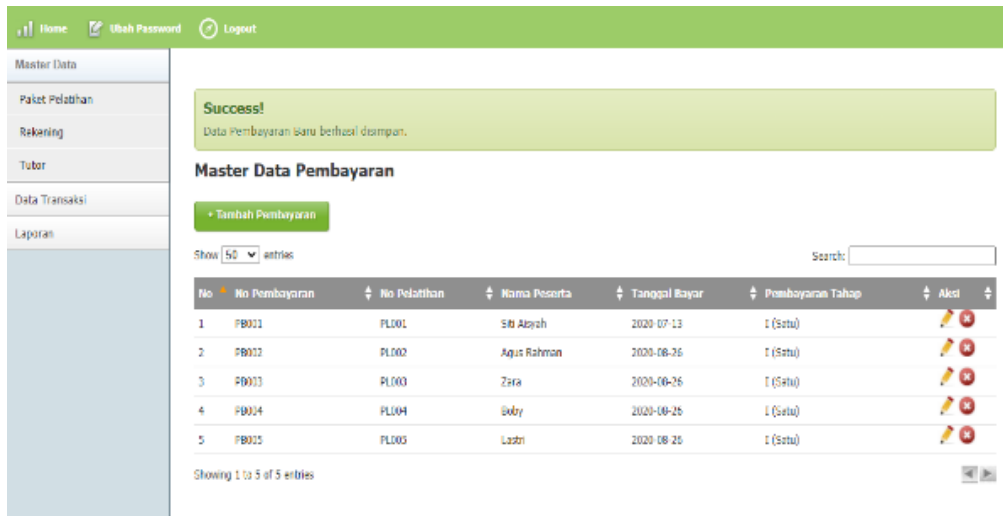 Home Ubah Password Logout
Master Data
Paket Pelatihan
Rekening
Tutor
Data Transaksi
Laporan
Success!
Data Pembayaran Baru berhasil disimpan.
Master Data Pembayaran
+ Tambah Pembayaran
Show 50 entries
Search:
No No Pembayaran No Pelatihan Nama Peserta Tanggal Bayar Pembayaran Tahap Aksi
1 PB001 PL001 Siti Aisyah 2020-07-13 I (Satu)
2 PB002 PL002 Agus Rahman 2020-08-26 I (Satu)
3 PB003 PL003 Zara 2020-08-26 I (Satu)
4 PB004 PL004 Boby 2020-08-26 I (Satu)
5 PB005 PL005 Lastri 2020-08-26 I (Satu)
Showing 1 to 5 of 5 entries